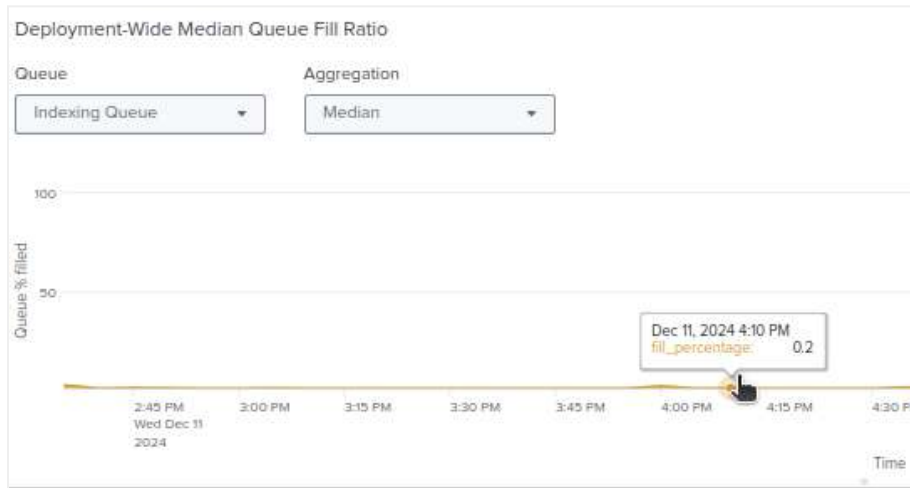 Deployment-Wide Median Queue Fill Ratio
Queue
Aggregation
Indexing Queue
Median
100
Queue % filled
50
Dec 11, 2024 4:10 PM
fill_percentage: 0.2
2:45 PM 3:00 PM 3:15 PM 3:30 PM 3:45 PM 4:00 PM 4:15 PM 4:30 P
Wed Dec 11
2024
Time